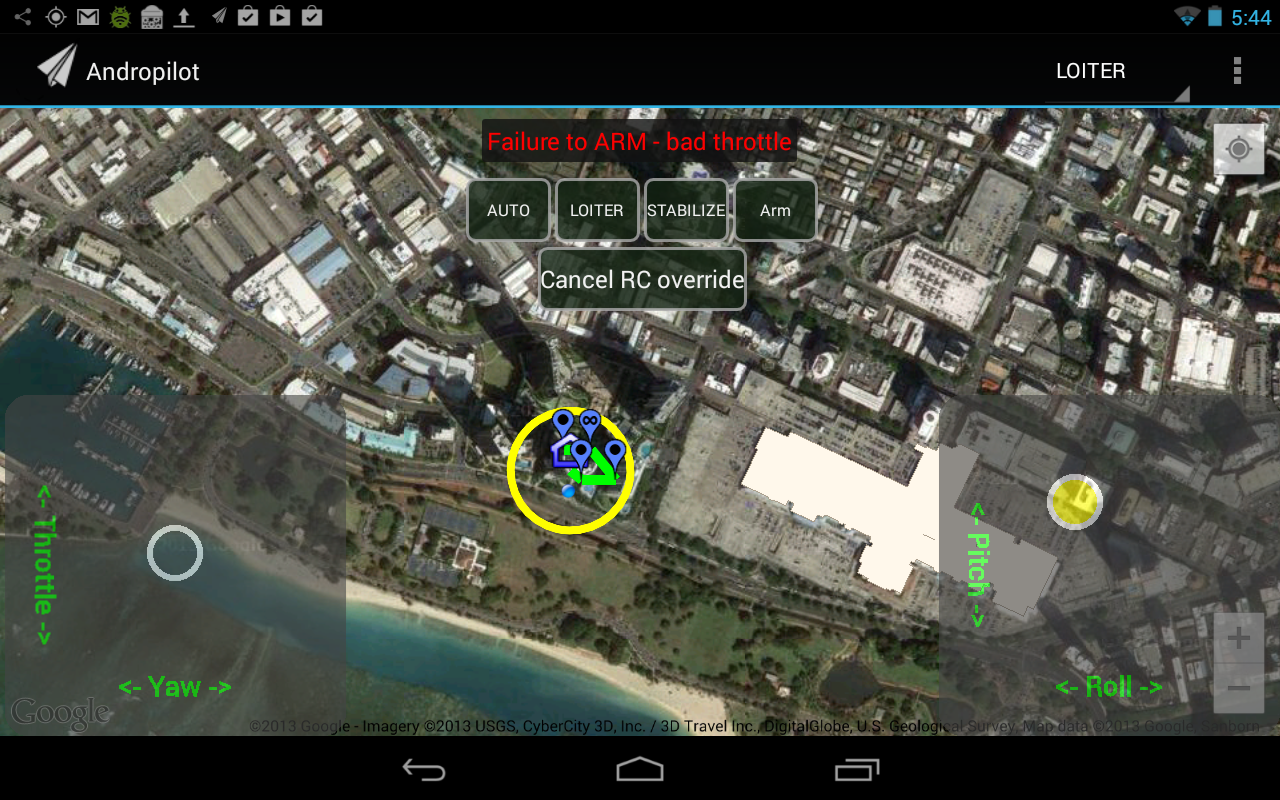 5:44
Andropilot
LOITER
Failure to ARM - bad throttle
AUTO
LOITER
STABILIZE
Arm
Cancel RC override
<- Throttle ->
<- Pitch ->
<- Yaw ->
<- Roll ->
+
−
Google
©2013 Google - Imagery ©2013 USGS, CyberCity 3D, Inc. / 3D Travel Inc., DigitalGlobe, U.S. Geological Survey, Map data ©2013 Google, Sanborn